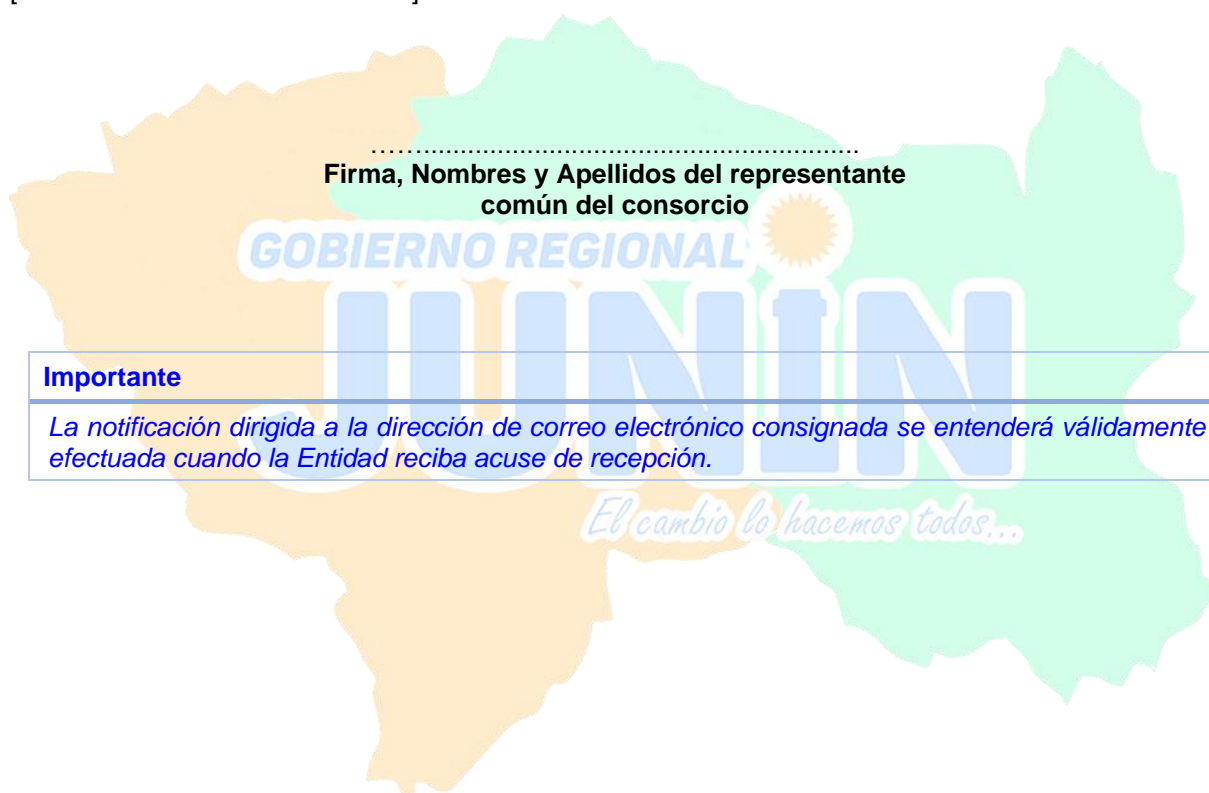 …….........................................................
Firma, Nombres y Apellidos del representante
común del consorcio
GOBIERNO REGIONAL
JUNÍN
Importante
La notificación dirigida a la dirección de correo electrónico consignada se entenderá válidamente
efectuada cuando la Entidad reciba acuse de recepción.
El cambio lo hacemos todos...